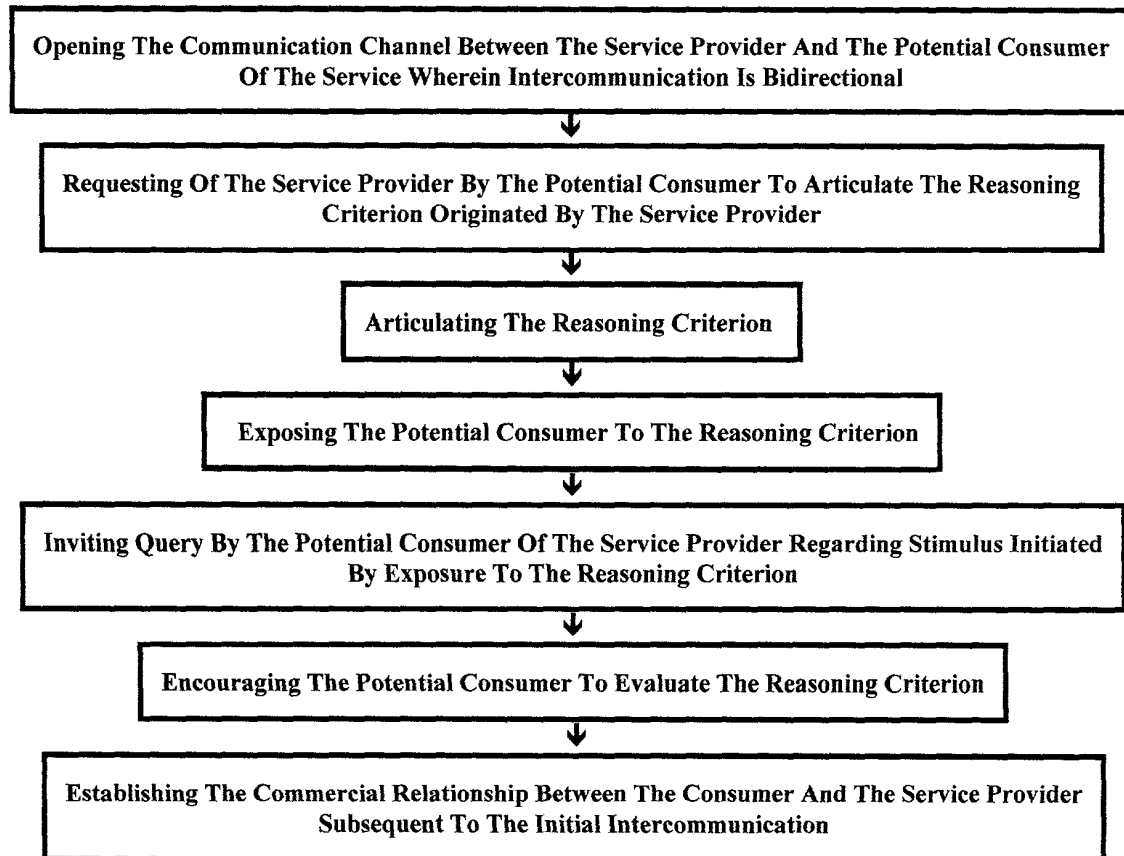 Opening The Communication Channel Between The Service Provider And The Potential Consumer
Of The Service Wherein Intercommunication Is Bidirectional
Requesting Of The Service Provider By The Potential Consumer To Articulate The Reasoning
Criterion Originated By The Service Provider
Articulating The Reasoning Criterion
Exposing The Potential Consumer To The Reasoning Criterion
Inviting Query By The Potential Consumer Of The Service Provider Regarding Stimulus Initiated
By Exposure To The Reasoning Criterion
Encouraging The Potential Consumer To Evaluate The Reasoning Criterion
Establishing The Commercial Relationship Between The Consumer And The Service Provider
Subsequent To The Initial Intercommunication